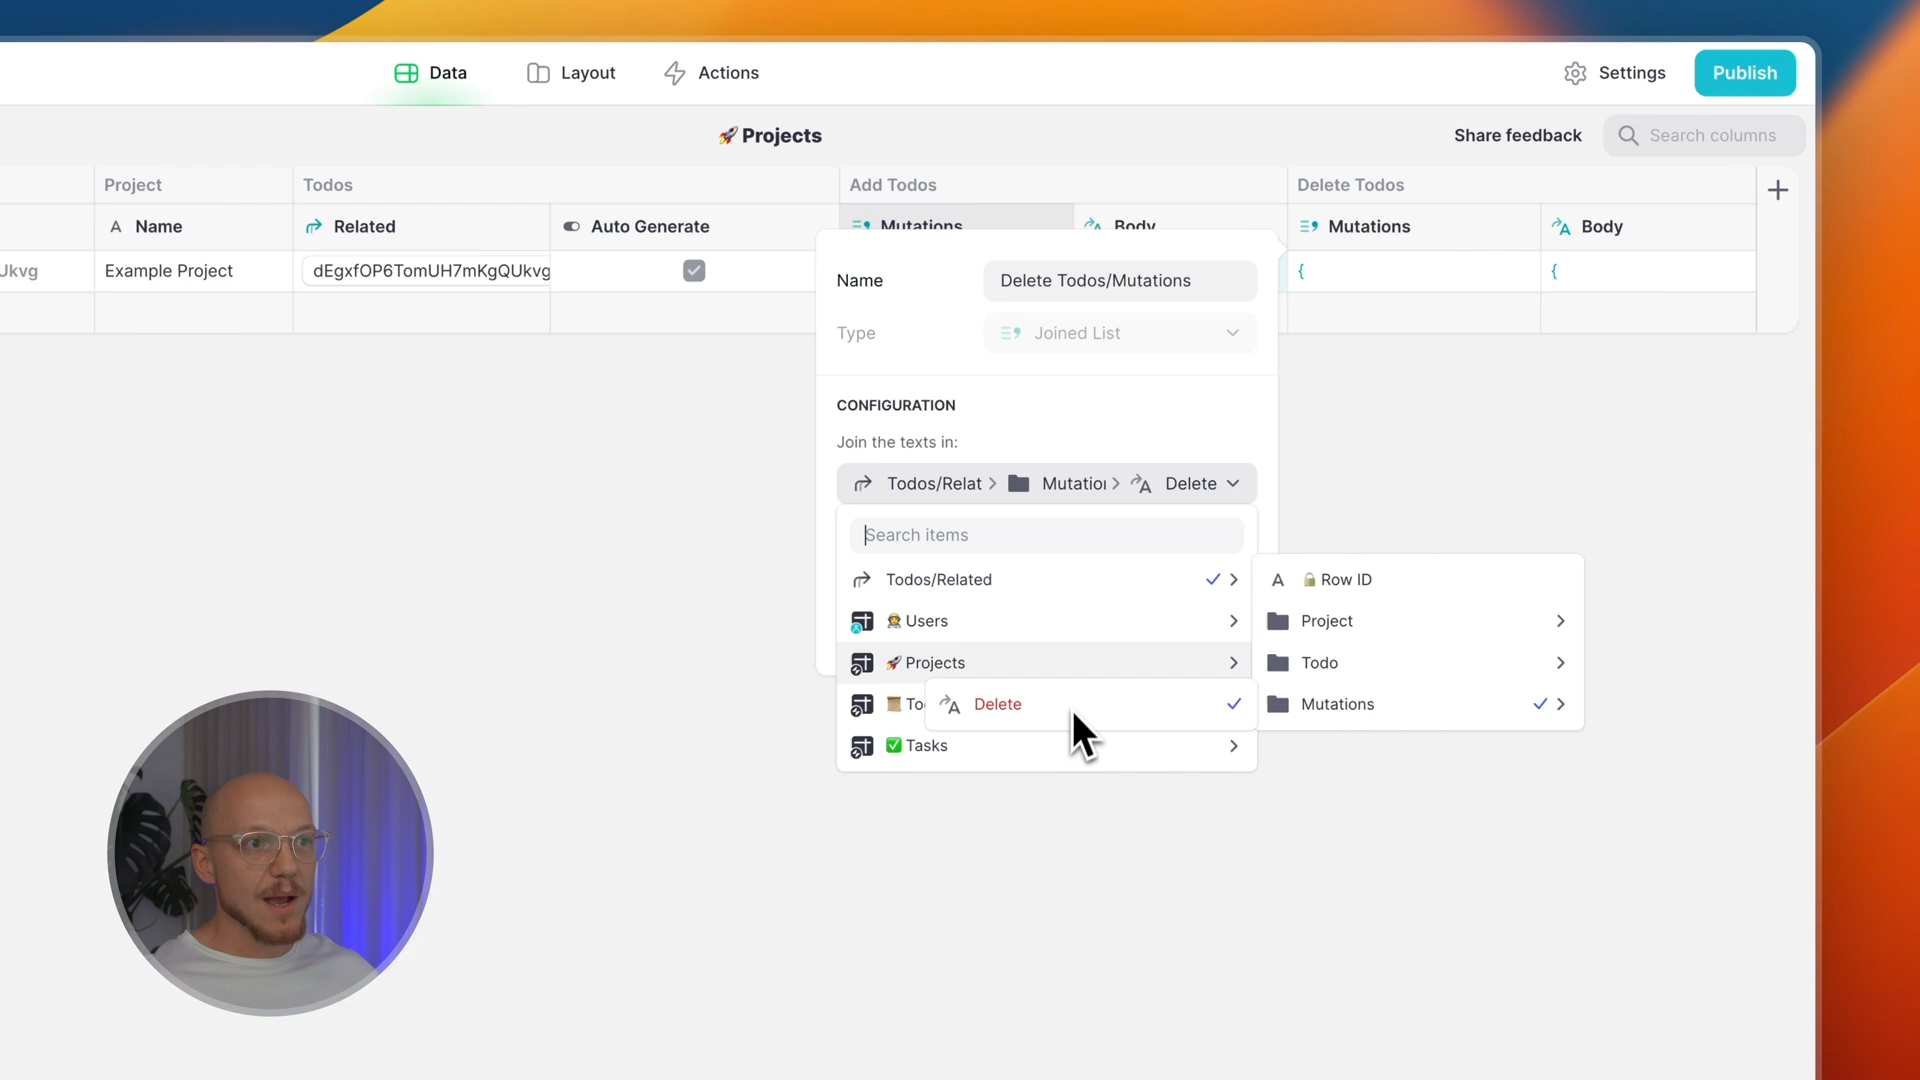 Data
Layout
Actions
Settings
Publish
🚀 Projects
Share feedback
Search columns
Project
Todos
Add Todos
Delete Todos
A Name
Related
Auto Generate
Mutations
Body
Mutations
Body
Ukvg
Example Project
dEgxfOP6TomUH7mKgQUkvg
{
{
Name
Delete Todos/Mutations
Type
Joined List
CONFIGURATION
Join the texts in:
Todos/Relat > Mutatior > Delete
Search items
Todos/Related
Users
🚀 Projects
To
Delete
✅ Tasks
A 🔒 Row ID
Project
Todo
Mutations